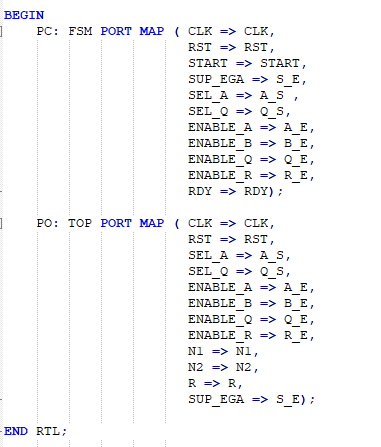 BEGIN
PC: FSM PORT MAP ( CLK => CLK,
RST => RST,
START => START,
SUP_EGA => S_E,
SEL_A => A_S ,
SEL_Q => Q_S,
ENABLE_A => A_E,
ENABLE_B => B_E,
ENABLE_Q => Q_E,
ENABLE_R => R_E,
RDY => RDY);
PO: TOP PORT MAP ( CLK => CLK,
RST => RST,
SEL_A => A_S,
SEL_Q => Q_S,
ENABLE_A => A_E,
ENABLE_B => B_E,
ENABLE_Q => Q_E,
ENABLE_R => R_E,
N1 => N1,
N2 => N2,
R => R,
SUP_EGA => S_E);
END RTL;